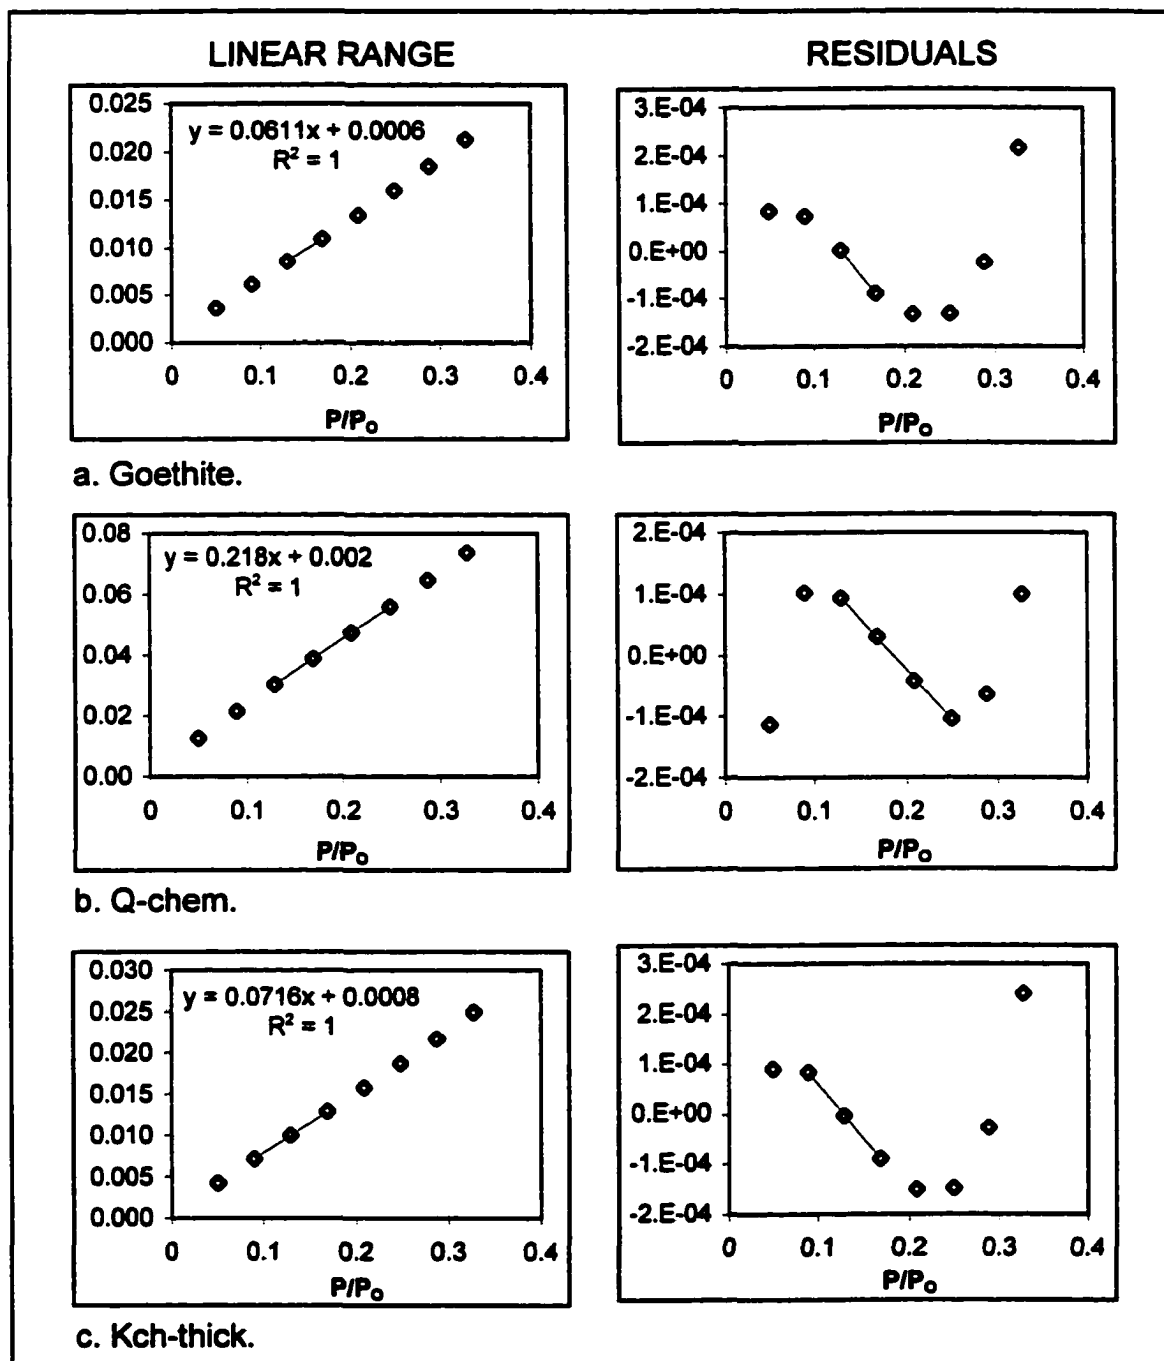 LINEAR RANGE
RESIDUALS
0.025
0.020
0.015
0.010
0.005
0.000
y = 0.0611x + 0.0006
R² = 1
0 0.1 0.2 0.3 0.4
P/Po
3.E-04
2.E-04
1.E-04
0.E+00
-1.E-04
-2.E-04
0 0.1 0.2 0.3 0.4
P/Po
a. Goethite.
0.08
0.06
0.04
0.02
0.00
y = 0.218x + 0.002
R² = 1
0 0.1 0.2 0.3 0.4
P/Po
2.E-04
1.E-04
0.E+00
-1.E-04
-2.E-04
0 0.1 0.2 0.3 0.4
P/Po
b. Q-chem.
0.030
0.025
0.020
0.015
0.010
0.005
0.000
y = 0.0716x + 0.0008
R² = 1
0 0.1 0.2 0.3 0.4
P/Po
3.E-04
2.E-04
1.E-04
0.E+00
-1.E-04
-2.E-04
0 0.1 0.2 0.3 0.4
P/Po
c. Kch-thick.